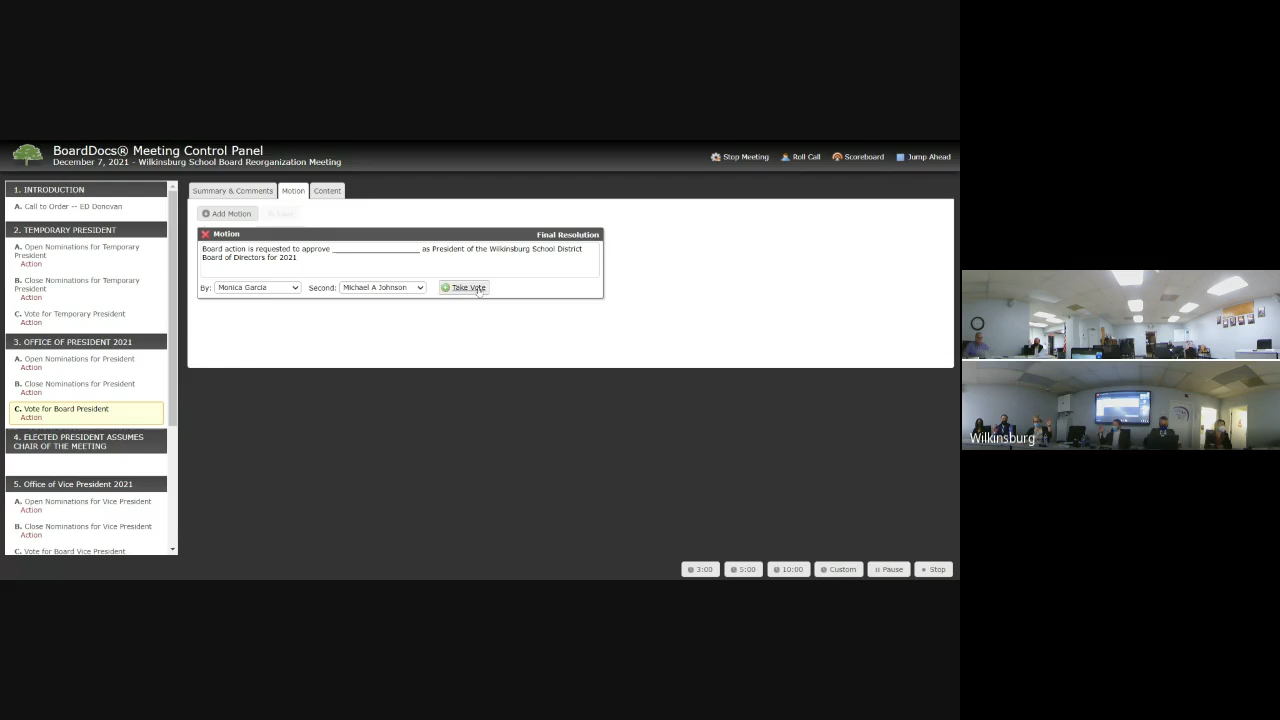 BoardDocs® Meeting Control Panel
December 7, 2021 - Wilkinsburg School Board Reorganization Meeting
Stop Meeting
Roll Call
Scoreboard
Jump Ahead
1. INTRODUCTION
A. Call to Order -- ED Donovan
2. TEMPORARY PRESIDENT
A. Open Nominations for Temporary
President
Action
B. Close Nominations for Temporary
President
Action
C. Vote for Temporary President
Action
3. OFFICE OF PRESIDENT 2021
A. Open Nominations for President
Action
B. Close Nominations for President
Action
C. Vote for Board President
Action
4. ELECTED PRESIDENT ASSUMES
CHAIR OF THE MEETING
5. Office of Vice President 2021
A. Open Nominations for Vice President
Action
B. Close Nominations for Vice President
Action
C. Vote for Board Vice President
Summary & Comments
Motion
Content
Add Motion
Motion
Final Resolution
Board action is requested to approve ____________________ as President of the Wilkinsburg School District
Board of Directors for 2021
By: Monica Garcia Second: Michael A Johnson Take Vote
Wilkinsburg
3:00
5:00
10:00
Custom
Pause
Stop